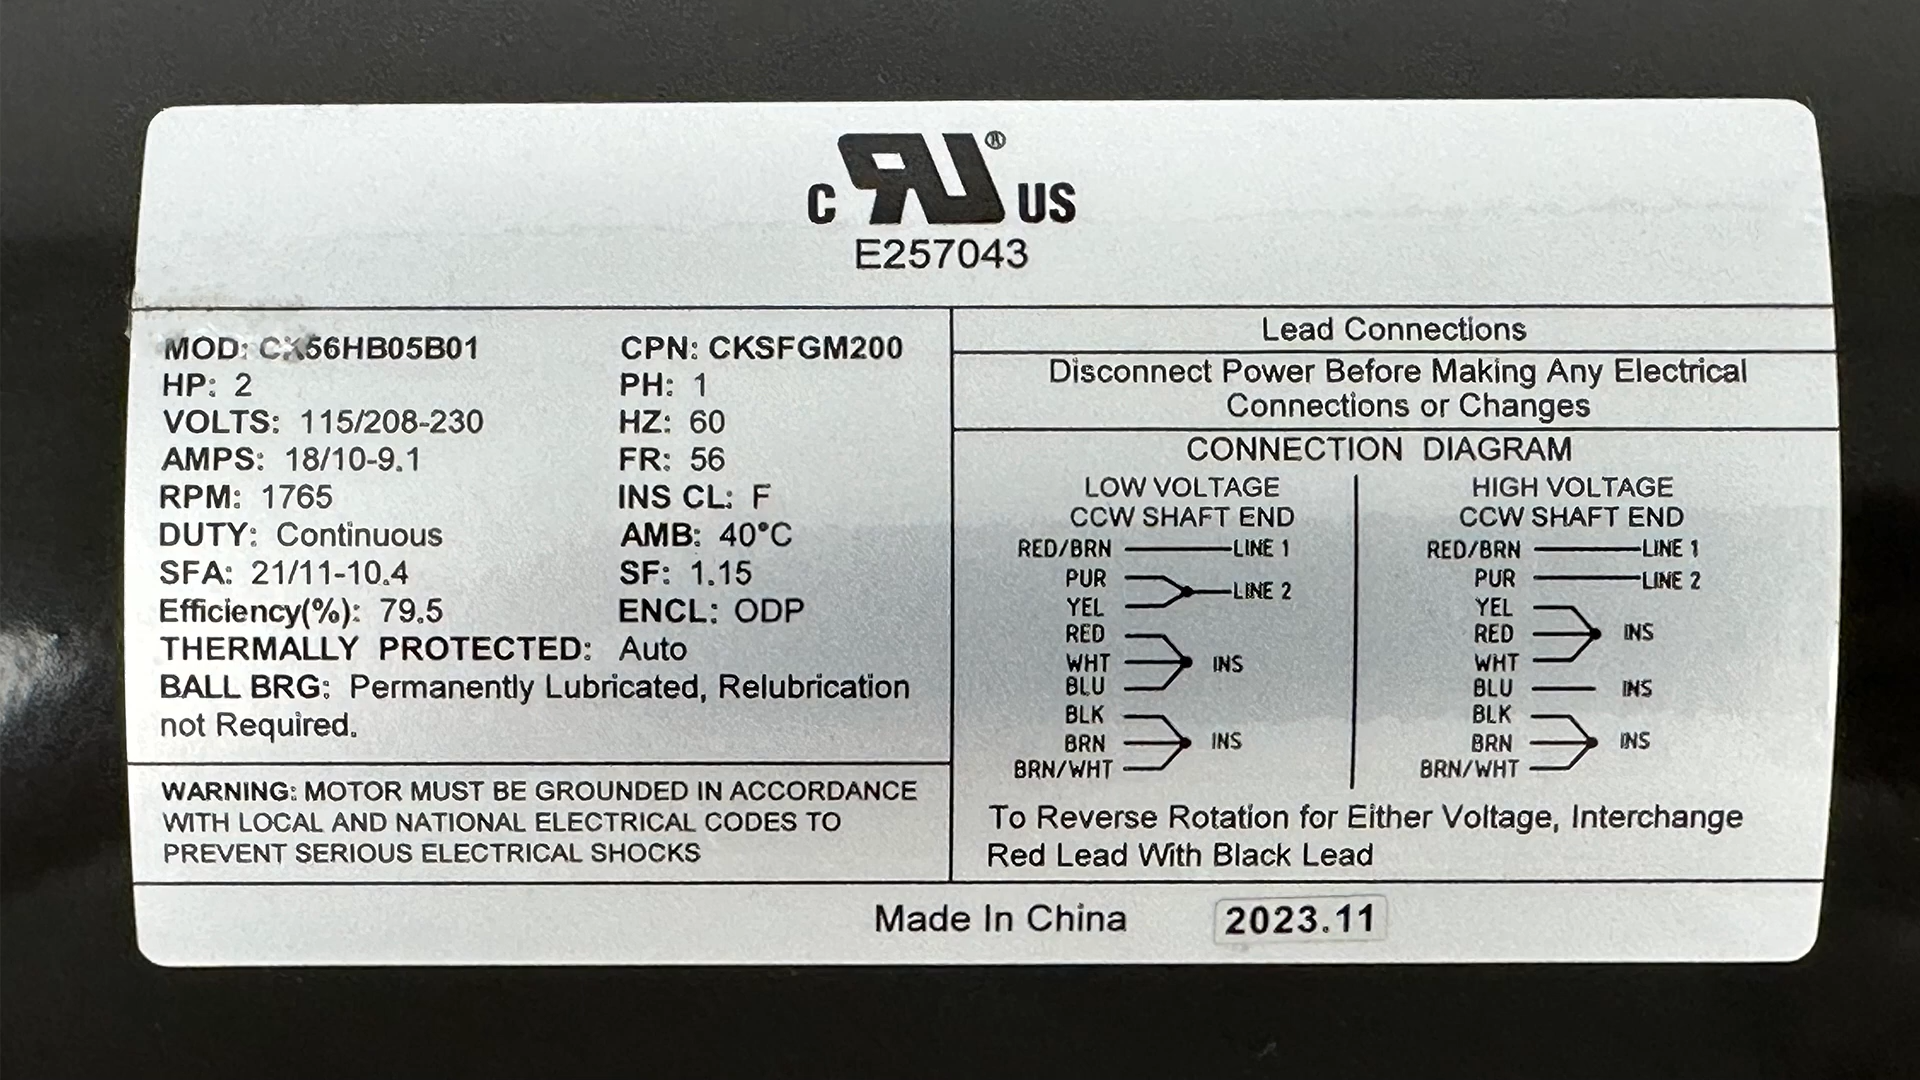 c RU® US
E257043
MOD: CK56HB05B01 CPN: CKSFGM200
HP: 2 PH: 1
VOLTS: 115/208-230 HZ: 60
AMPS: 18/10-9.1 FR: 56
RPM: 1765 INS CL: F
DUTY: Continuous AMB: 40°C
SFA: 21/11-10.4 SF: 1.15
Efficiency(%): 79.5 ENCL: ODP
THERMALLY PROTECTED: Auto
BALL BRG: Permanently Lubricated, Relubrication
not Required.
WARNING: MOTOR MUST BE GROUNDED IN ACCORDANCE
WITH LOCAL AND NATIONAL ELECTRICAL CODES TO
PREVENT SERIOUS ELECTRICAL SHOCKS
Lead Connections
Disconnect Power Before Making Any Electrical
Connections or Changes
CONNECTION DIAGRAM
LOW VOLTAGE
CCW SHAFT END
RED/BRN LINE 1
PUR
YEL
LINE 2
RED
WHT
BLU
INS
BLK
BRN
BRN/WHT
INS
HIGH VOLTAGE
CCW SHAFT END
RED/BRN LINE 1
PUR LINE 2
YEL
RED
WHT
INS
BLU INS
BLK
BRN
BRN/WHT
INS
To Reverse Rotation for Either Voltage, Interchange
Red Lead With Black Lead
Made In China 2023.11